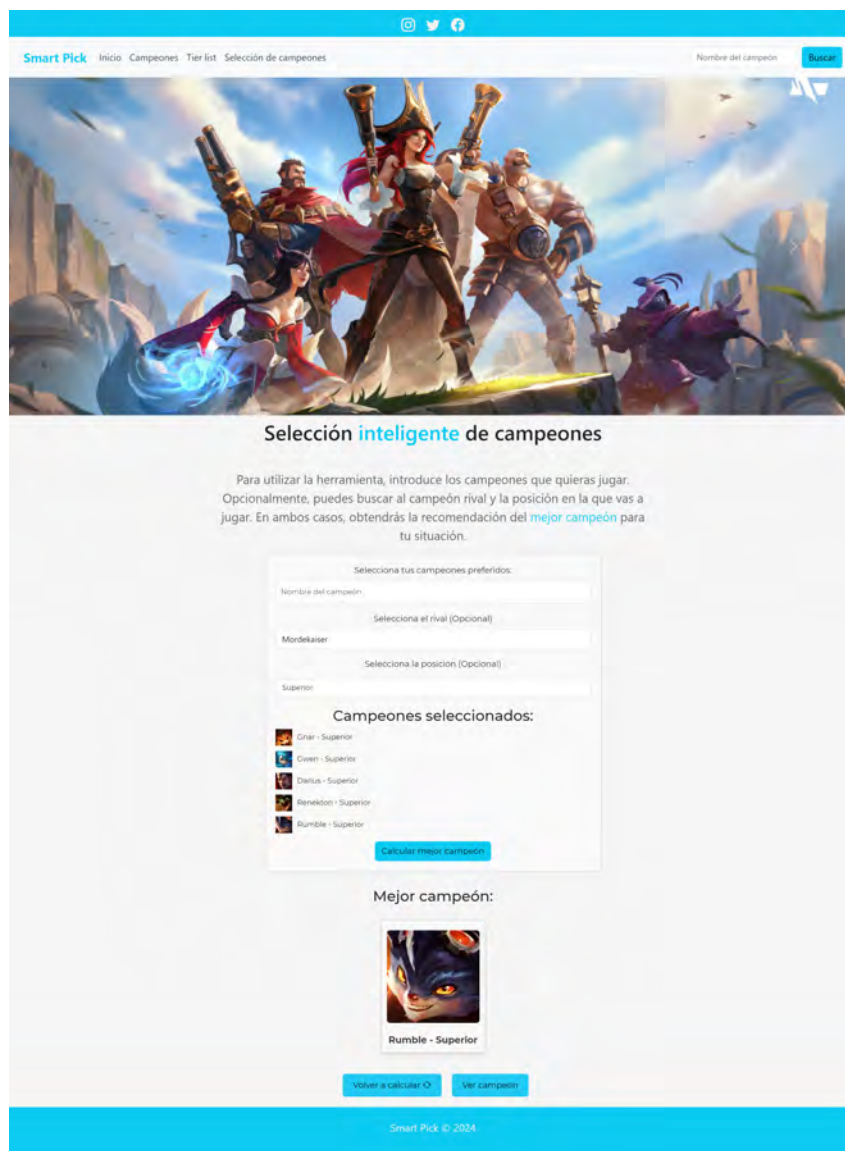 Smart Pick Inicio Campeones Tier list Selección de campeones Nombre del campeón Buscar
Selección inteligente de campeones
Para utilizar la herramienta, introduce los campeones que quieras jugar.
Opcionalmente, puedes buscar al campeón rival y la posición en la que vas a
jugar. En ambos casos, obtendrás la recomendación del mejor campeón para
tu situación.
Selecciona tus campeones preferidos:
Nombre del campeón
Selecciona el rival (Opcional)
Mordekaiser
Selecciona la posición (Opcional)
Superior
Campeones seleccionados:
Gnar - Superior
Gwen - Superior
Darius - Superior
Renekton - Superior
Rumble - Superior
Calcular mejor campeón
Mejor campeón:
Rumble - Superior
Volver a calcular Ver campeón
Smart Pick © 2024